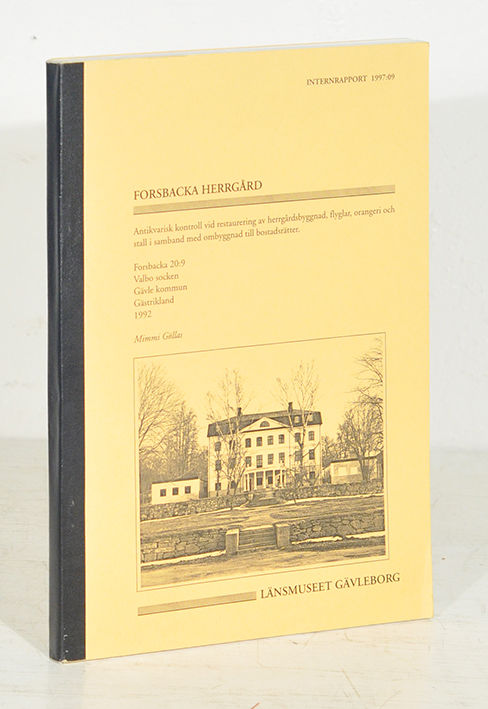 INTERNRAPPORT 1997:09
FORSBACKA HERRGÅRD
Antikvarisk kontroll vid restaurering av herrgårdsbyggnad, flyglar, orangeri och
stall i samband med ombyggnad till bostadsrätter.
Forsbacka 20:9
Valbo socken
Gävle kommun
Gästrikland
1992
Mimmi Göllas
LÄNSMUSEET GÄVLEBORG